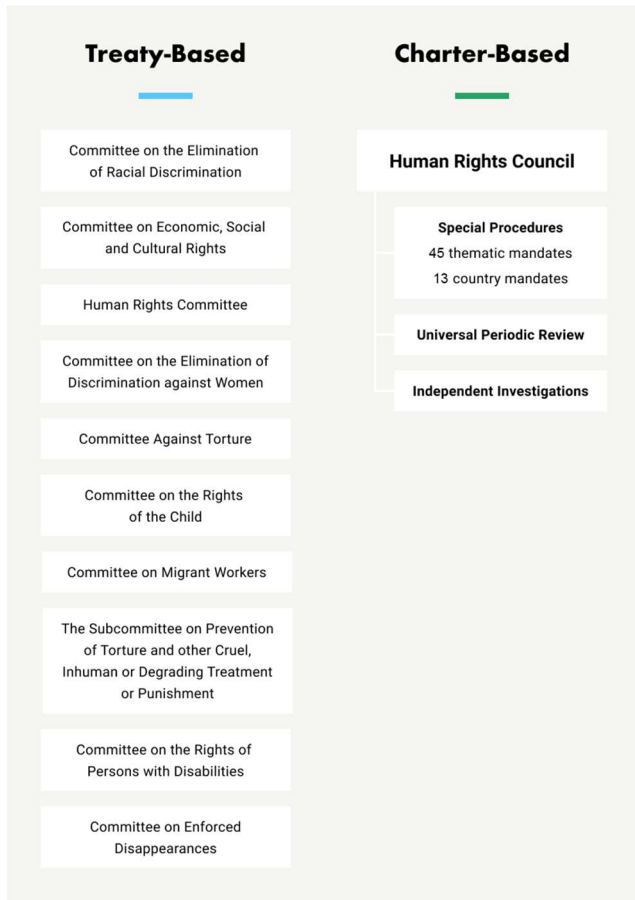 Treaty-Based
Committee on the Elimination
of Racial Discrimination
Committee on Economic, Social
and Cultural Rights
Human Rights Committee
Committee on the Elimination of
Discrimination against Women
Committee Against Torture
Committee on the Rights
of the Child
Committee on Migrant Workers
The Subcommittee on Prevention
of Torture and other Cruel,
Inhuman or Degrading Treatment
or Punishment
Committee on the Rights of
Persons with Disabilities
Committee on Enforced
Disappearances
Charter-Based
Human Rights Council
Special Procedures
45 thematic mandates
13 country mandates
Universal Periodic Review
Independent Investigations